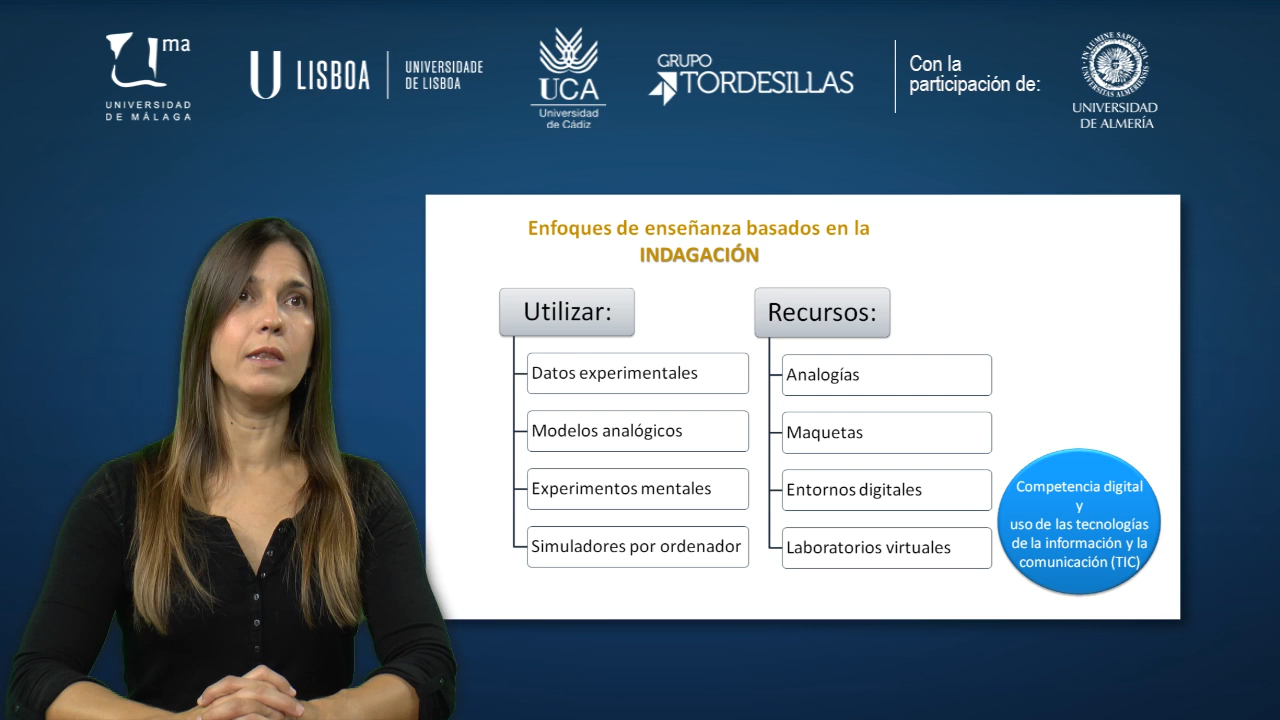 uma
UNIVERSIDAD
DE MÁLAGA
U LISBOA
UNIVERSIDADE
DE LISBOA
UCA
Universidad
de Cádiz
GRUPO
TORDESILLAS
Con la
participación de:
UNIVERSIDAD
DE ALMERÍA
Enfoques de enseñanza basados en la
INDAGACIÓN
Utilizar:
Datos experimentales
Modelos analógicos
Experimentos mentales
Simuladores por ordenador
Recursos:
Analogías
Maquetas
Entornos digitales
Laboratorios virtuales
Competencia digital
y
uso de las tecnologías
de la información y la
comunicación (TIC)